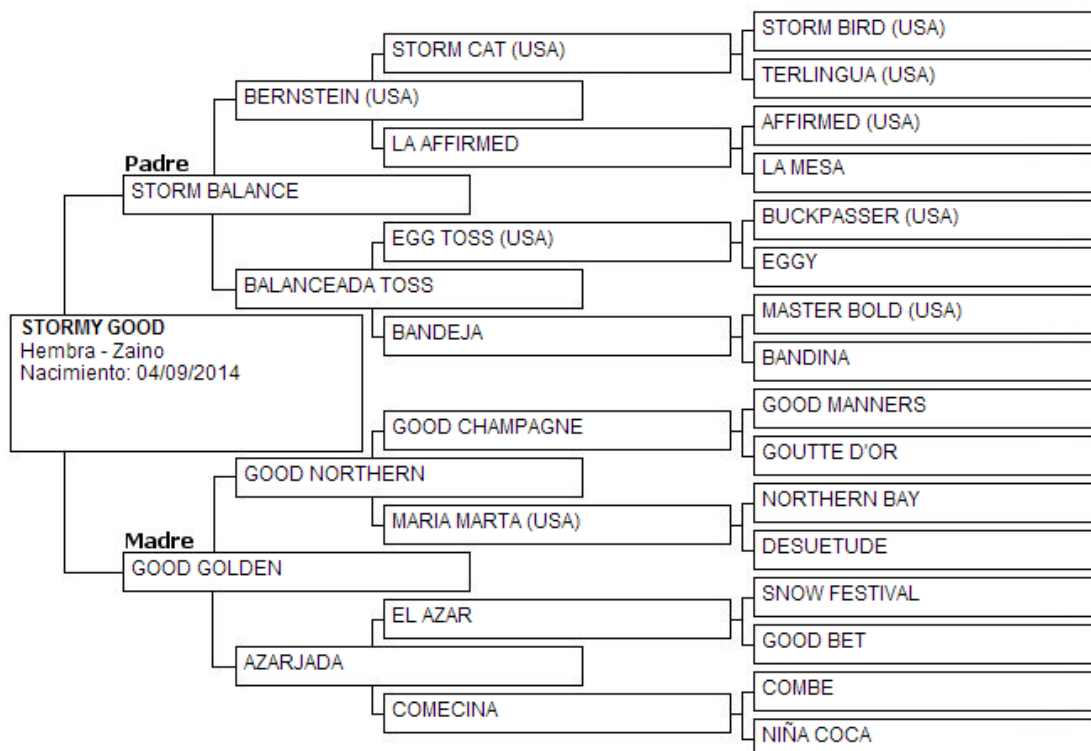 STORM BIRD (USA)
STORM CAT (USA)
TERLINGUA (USA)
BERNSTEIN (USA)
AFFIRMED (USA)
LA AFFIRMED
LA MESA
Padre
STORM BALANCE
BUCKPASSER (USA)
EGG TOSS (USA)
EGGY
BALANCEADA TOSS
MASTER BOLD (USA)
BANDEJA
BANDINA
STORMY GOOD
Hembra - Zaino
Nacimiento: 04/09/2014
GOOD MANNERS
GOOD CHAMPAGNE
GOUTTE D'OR
GOOD NORTHERN
NORTHERN BAY
MARIA MARTA (USA)
DESUETUDE
Madre
GOOD GOLDEN
SNOW FESTIVAL
EL AZAR
GOOD BET
AZARJADA
COMBE
COMECINA
NIÑA COCA